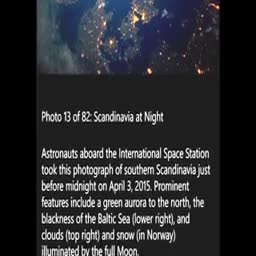 Photo 13 of 82: Scandinavia at Night
Astronauts aboard the International Space Station
took this photograph of southern Scandinavia just
before midnight on April 3, 2015. Prominent
features include a green aurora to the north, the
blackness of the Baltic Sea (lower right), and
clouds (top right) and snow (in Norway)
illuminated by the full Moon.